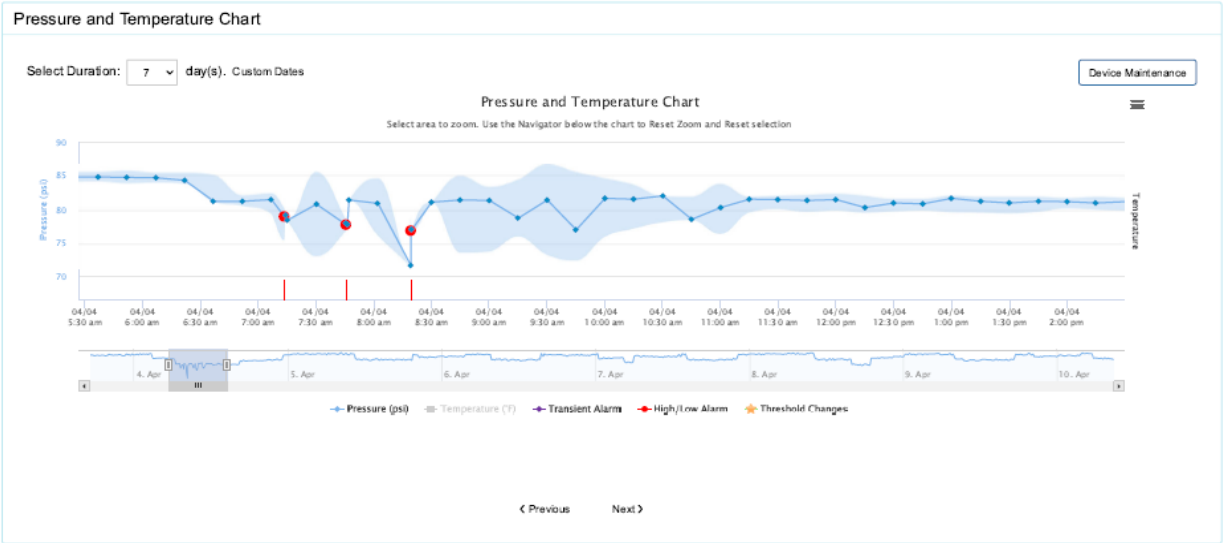 Pressure and Temperature Chart
Select Duration: 7 day(s). Custom Dates
Device Maintenance
Pressure and Temperature Chart
Select area to zoom. Use the Navigator below the chart to Reset Zoom and Reset selection
90
85
80
75
70
Pressure (psi)
Temperature
04/04 04/04 04/04 04/04 04/04 04/04 04/04 04/04 04/04 04/04 04/04 04/04 04/04 04/04 04/04 04/04 04/04 04/04
5:30 am 6:00 am 6:30 am 7:00 am 7:30 am 8:00 am 8:30 am 9:00 am 9:30 am 10:00 am 10:30 am 11:00 am 11:30 am 12:00 pm 12:30 pm 1:00 pm 1:30 pm 2:00 pm
4. Apr 5. Apr 6. Apr 7. Apr 8. Apr 9. Apr 10. Apr
Pressure (psi) Temperature (°F) Transient Alarm High/Low Alarm Threshold Changes
Previous Next